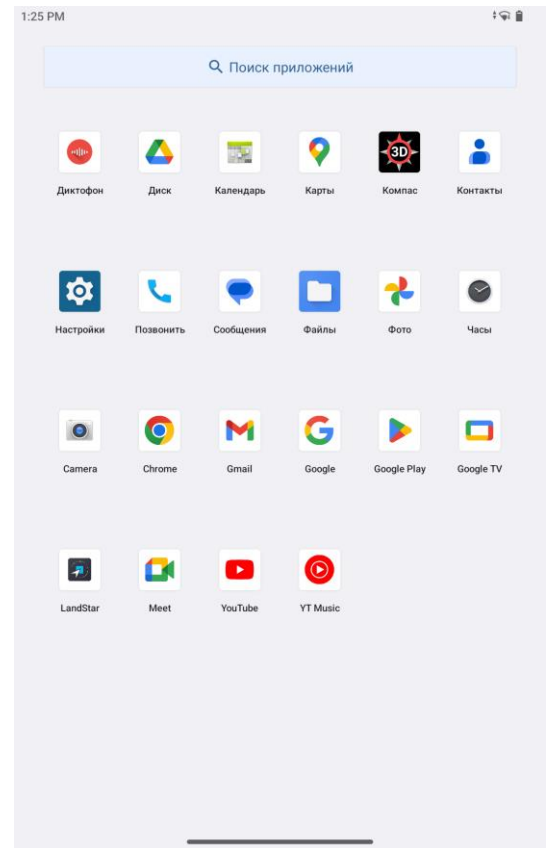 1:25 PM
Поиск приложений
Диктофон Диск Календарь Карты Компас Контакты
3D
Настройки Позвонить Сообщения Файлы Фото Часы
Camera Chrome Gmail Google Google Play Google TV
LandStar Meet YouTube YT Music